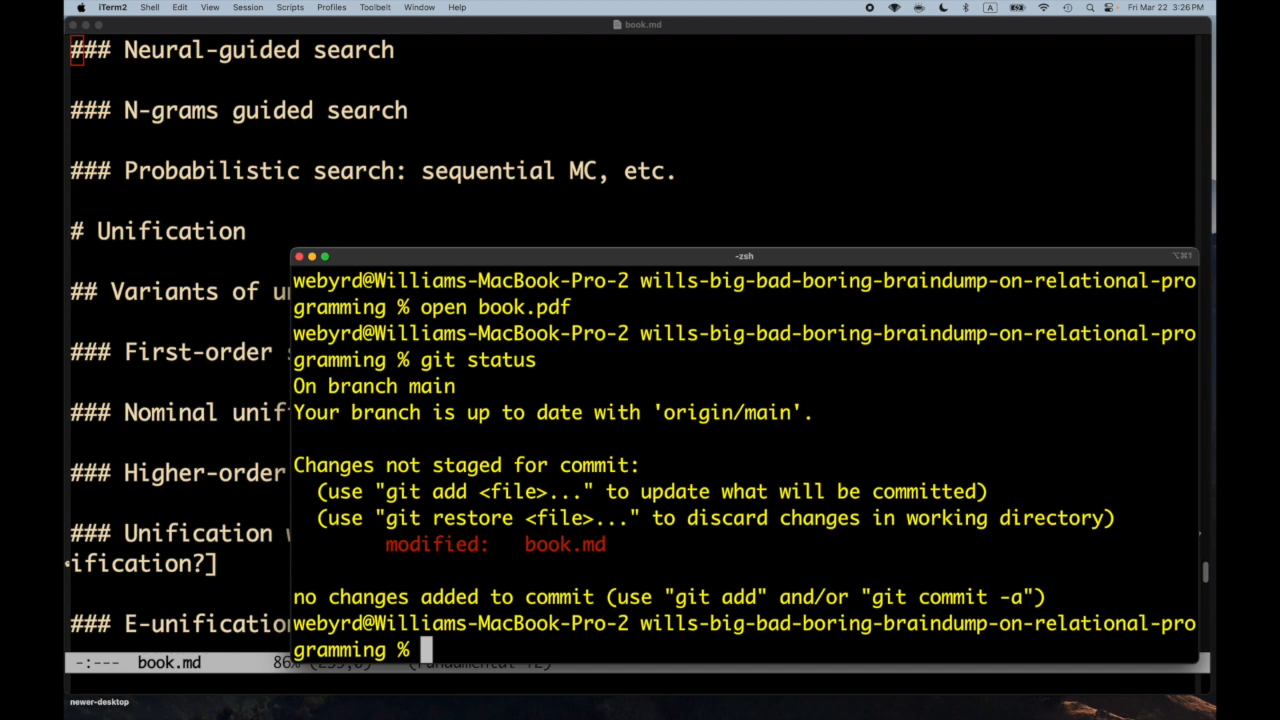 iTerm2 Shell Edit View Session Scripts Profiles Toolbelt Window Help A Fri Mar 22 3:26 PM
book.md
### Neural-guided search
### N-grams guided search
### Probabilistic search: sequential MC, etc.
# Unification
-zsh ⌥⌘1
webyrd@Williams-MacBook-Pro-2 wills-big-bad-boring-braindump-on-relational-pro
## Variants of
gramming % open book.pdf
webyrd@Williams-MacBook-Pro-2 wills-big-bad-boring-braindump-on-relational-pro
### First-order
gramming % git status
On branch main
### Nominal unif
Your branch is up to date with 'origin/main'.
### Higher-order
Changes not staged for commit:
(use "git add <file>..." to update what will be committed)
(use "git restore <file>..." to discard changes in working directory)
### Unification
modified: book.md
ification?]
no changes added to commit (use "git add" and/or "git commit -a")
### E-unificatio
webyrd@Williams-MacBook-Pro-2 wills-big-bad-boring-braindump-on-relational-pro
gramming %
-:--- book.md 86%
newer-desktop